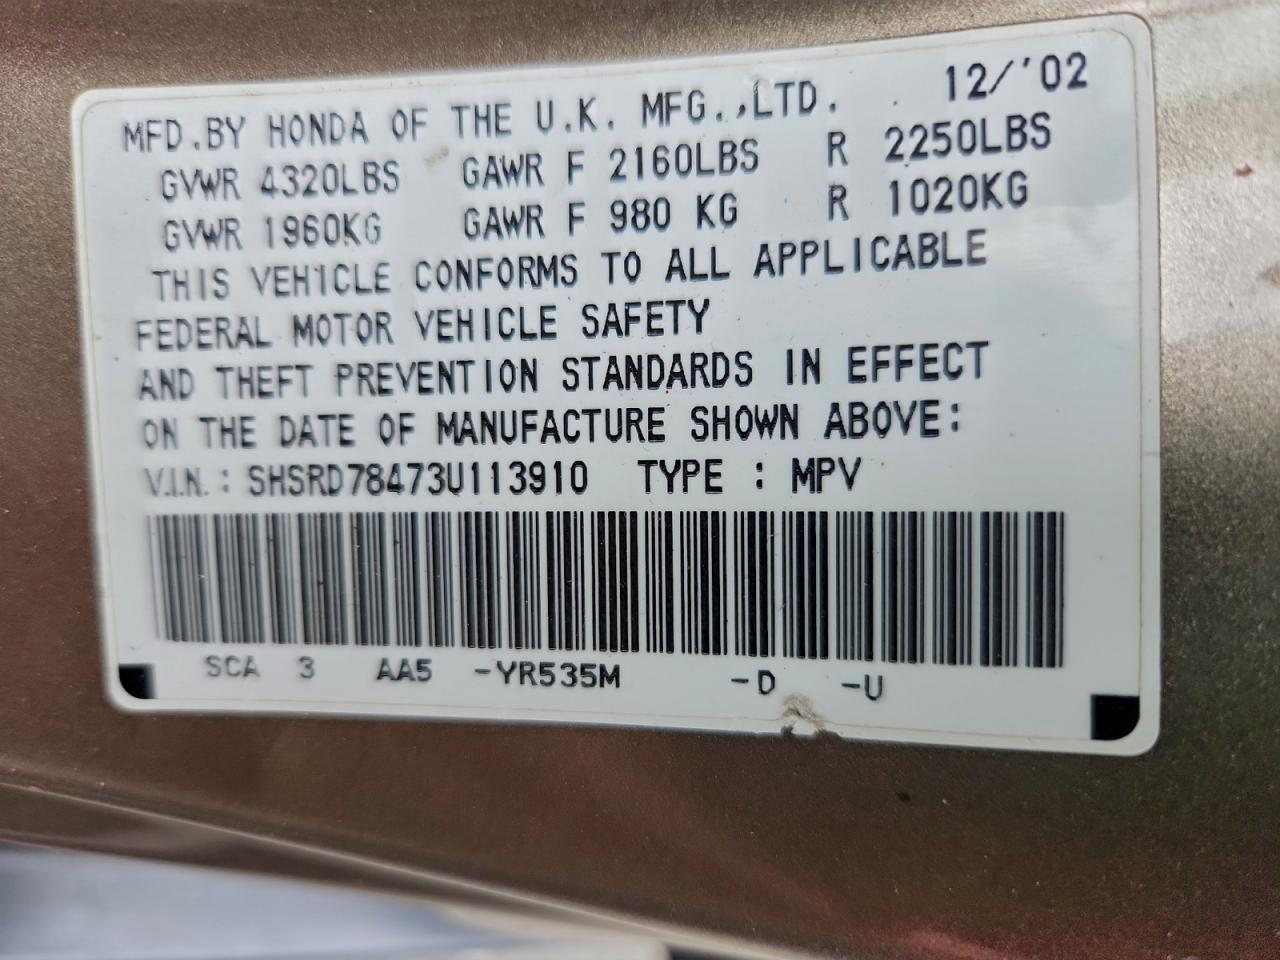 MFD.BY HONDA OF THE U.K. MFG.,LTD. 12/'02
GVWR 4320LBS GAWR F 2160LBS R 2250LBS
GVWR 1960KG GAWR F 980 KG R 1020KG
THIS VEHICLE CONFORMS TO ALL APPLICABLE
FEDERAL MOTOR VEHICLE SAFETY
AND THEFT PREVENTION STANDARDS IN EFFECT
ON THE DATE OF MANUFACTURE SHOWN ABOVE:
V.I.N.: SHSRD78473U113910 TYPE : MPV
SCA 3 AA5 -YR535M -D -U